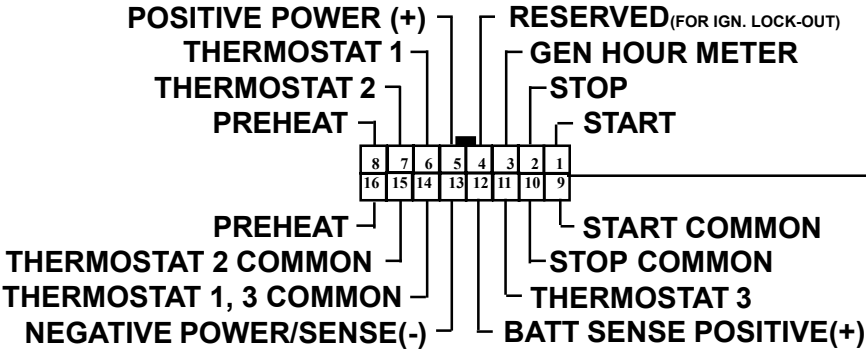 POSITIVE POWER (+) RESERVED(FOR IGN. LOCK-OUT)
THERMOSTAT 1 GEN HOUR METER
THERMOSTAT 2 STOP
PREHEAT START
8 7 6 5 4 3 2 1
16 15 14 13 12 11 10 9
PREHEAT START COMMON
THERMOSTAT 2 COMMON STOP COMMON
THERMOSTAT 1, 3 COMMON THERMOSTAT 3
NEGATIVE POWER/SENSE(-) BATT SENSE POSITIVE(+)